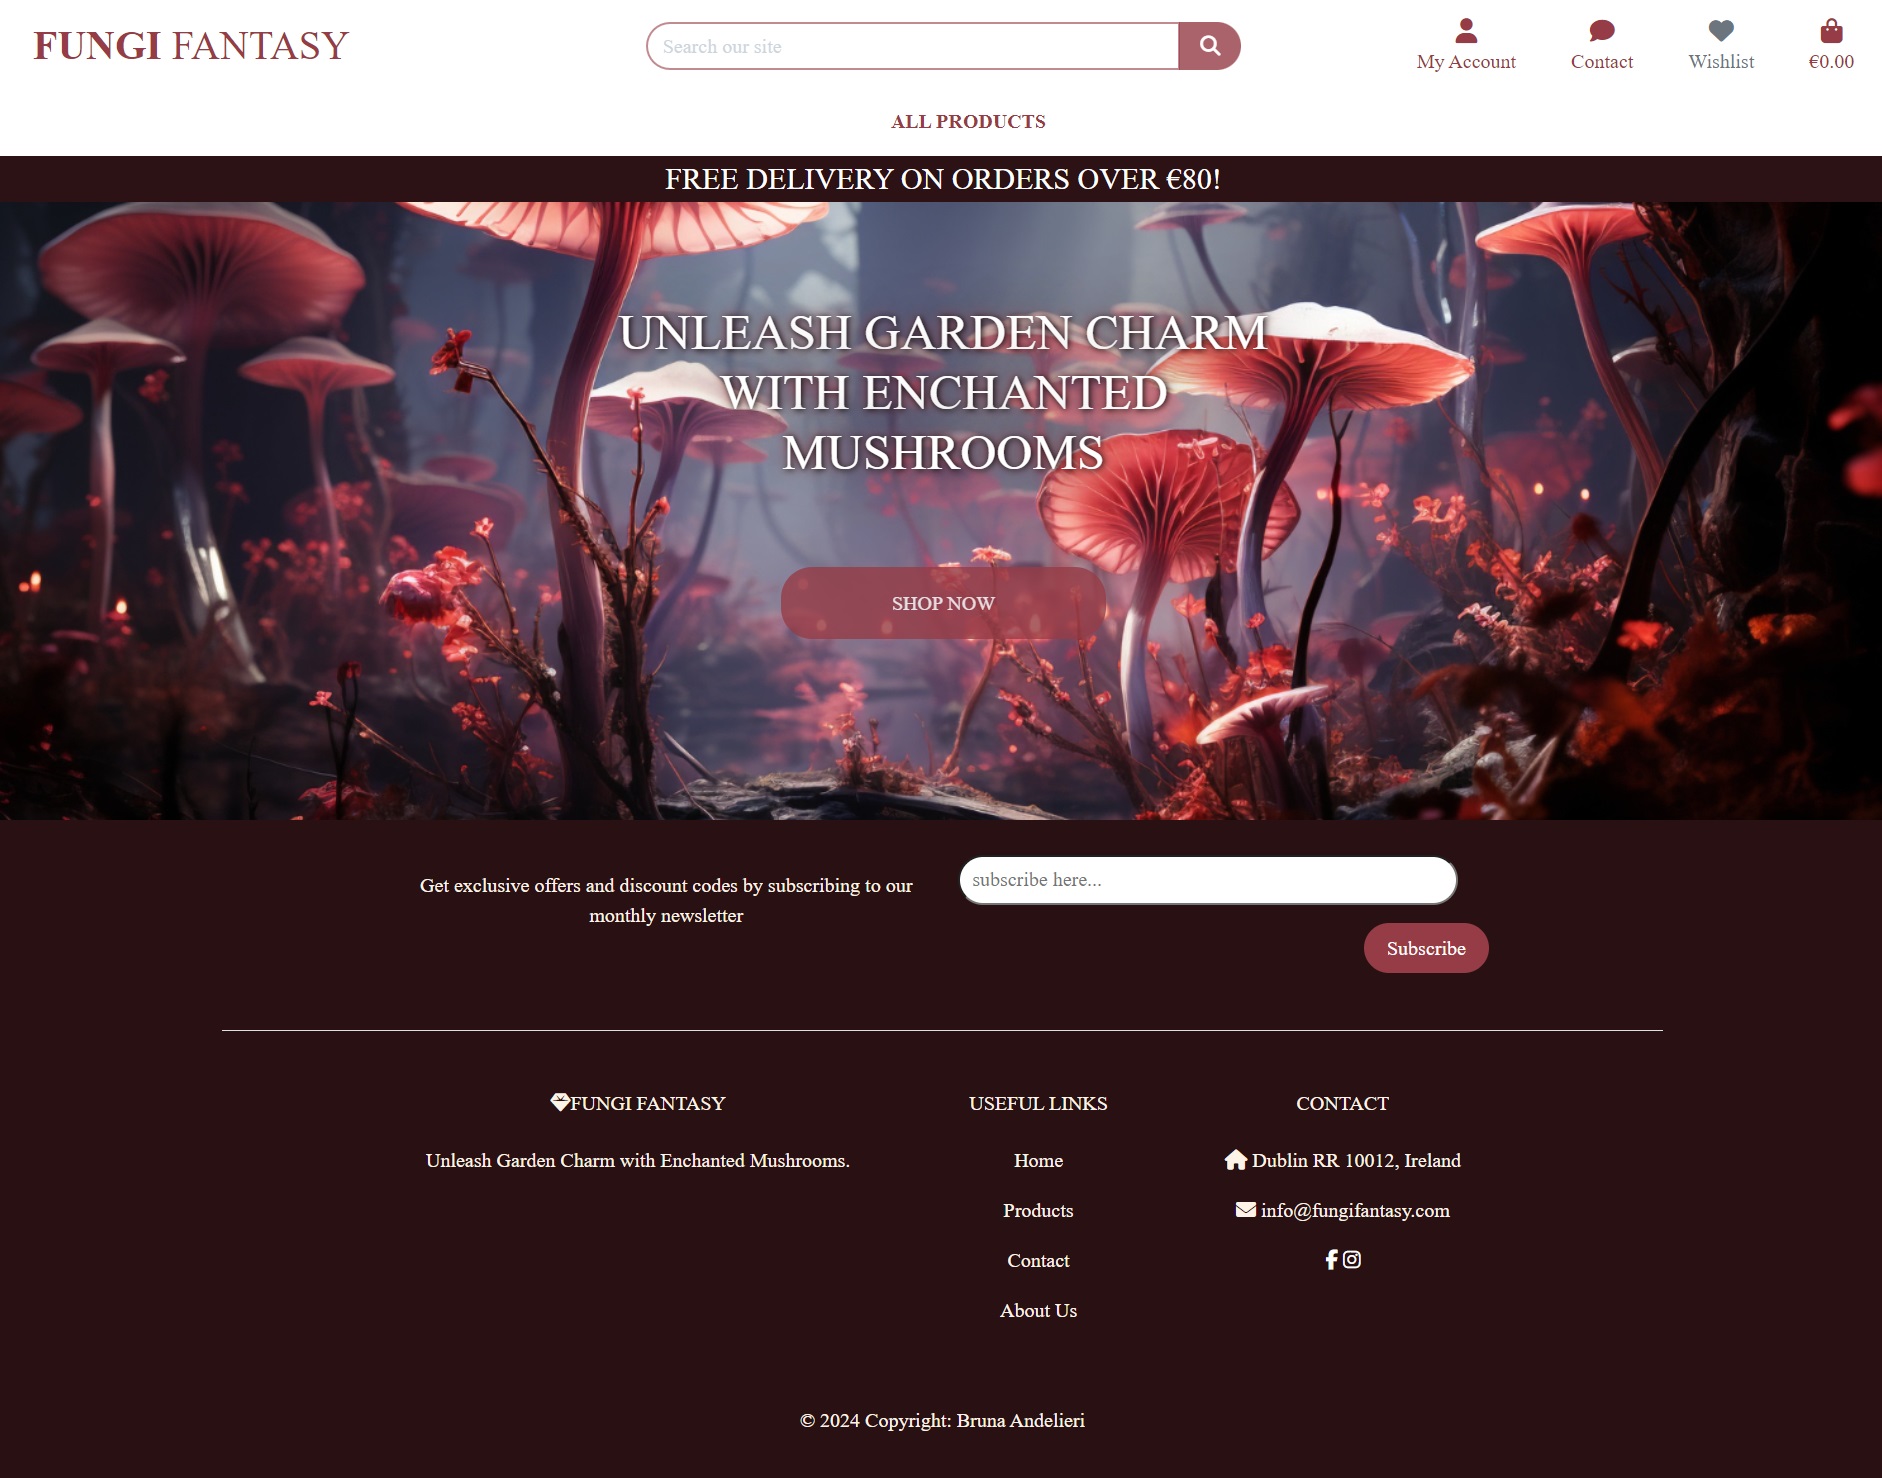 FUNGI FANTASY
Search our site
My Account
Contact
Wishlist
€0.00
ALL PRODUCTS
FREE DELIVERY ON ORDERS OVER €80!
UNLEASH GARDEN CHARM
WITH ENCHANTED
MUSHROOMS
SHOP NOW
Get exclusive offers and discount codes by subscribing to our
monthly newsletter
subscribe here...
Subscribe
FUNGI FANTASY
Unleash Garden Charm with Enchanted Mushrooms.
USEFUL LINKS
Home
Products
Contact
About Us
CONTACT
Dublin RR 10012, Ireland
info@fungifantasy.com
© 2024 Copyright: Bruna Andelieri